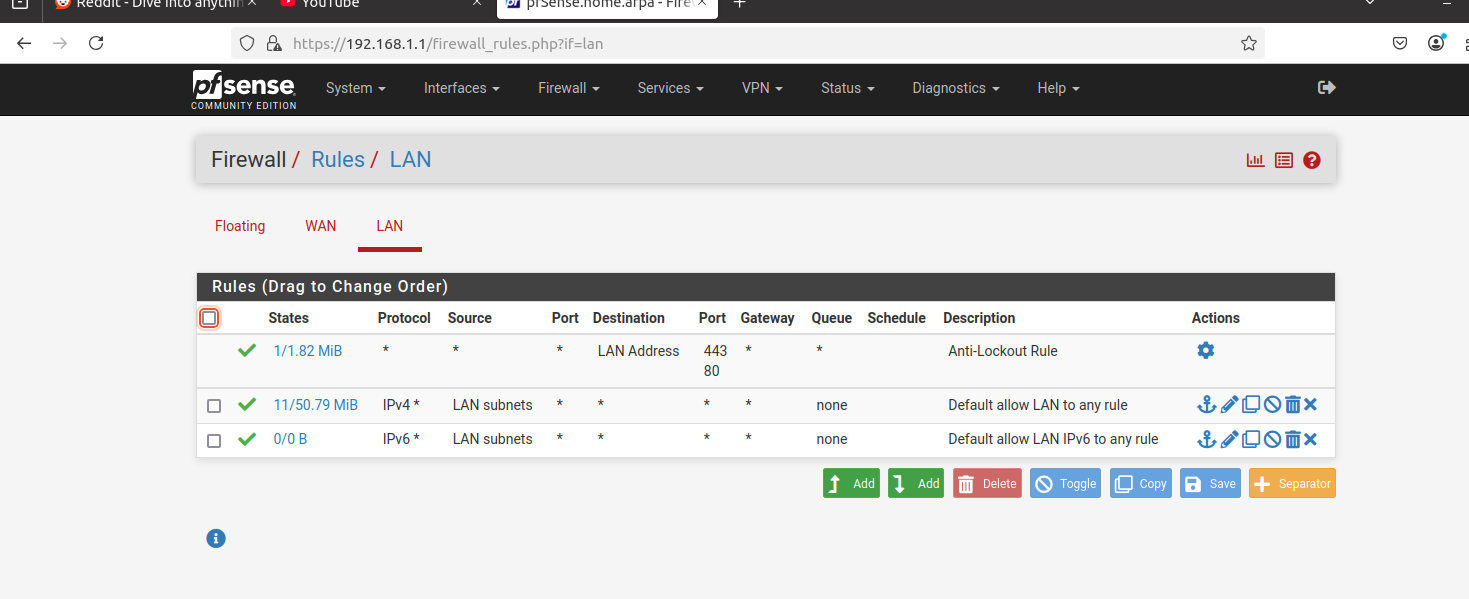 Reddit - Dive into anythin
YouTube
pfSense.home.arpa - Fire
https://192.168.1.1/firewall_rules.php?if=lan
pfsense
COMMUNITY EDITION
System Interfaces Firewall Services VPN Status Diagnostics Help
Firewall / Rules / LAN
Floating WAN LAN
Rules (Drag to Change Order)
States Protocol Source Port Destination Port Gateway Queue Schedule Description Actions
1/1.82 MiB * * * LAN Address 443 * * Anti-Lockout Rule
80
11/50.79 MiB IPv4 * LAN subnets * * * * none Default allow LAN to any rule
0/0 B IPv6 * LAN subnets * * * * none Default allow LAN IPv6 to any rule
Add Add Delete Toggle Copy Save Separator